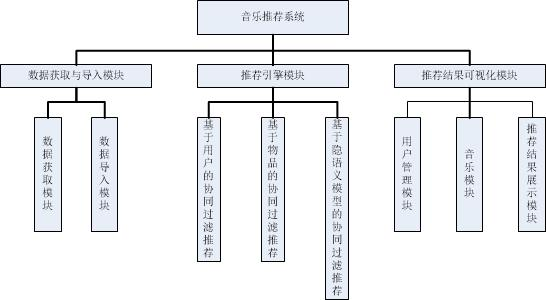 音乐推荐系统
数据获取与导入模块
推荐引擎模块
推荐结果可视化模块
数据获取模块
数据导入模块
基于用户的协同过滤推荐
基于物品的协同过滤推荐
基于隐语义模型的协同过滤推荐
用户管理模块
音乐模块
推荐结果展示模块